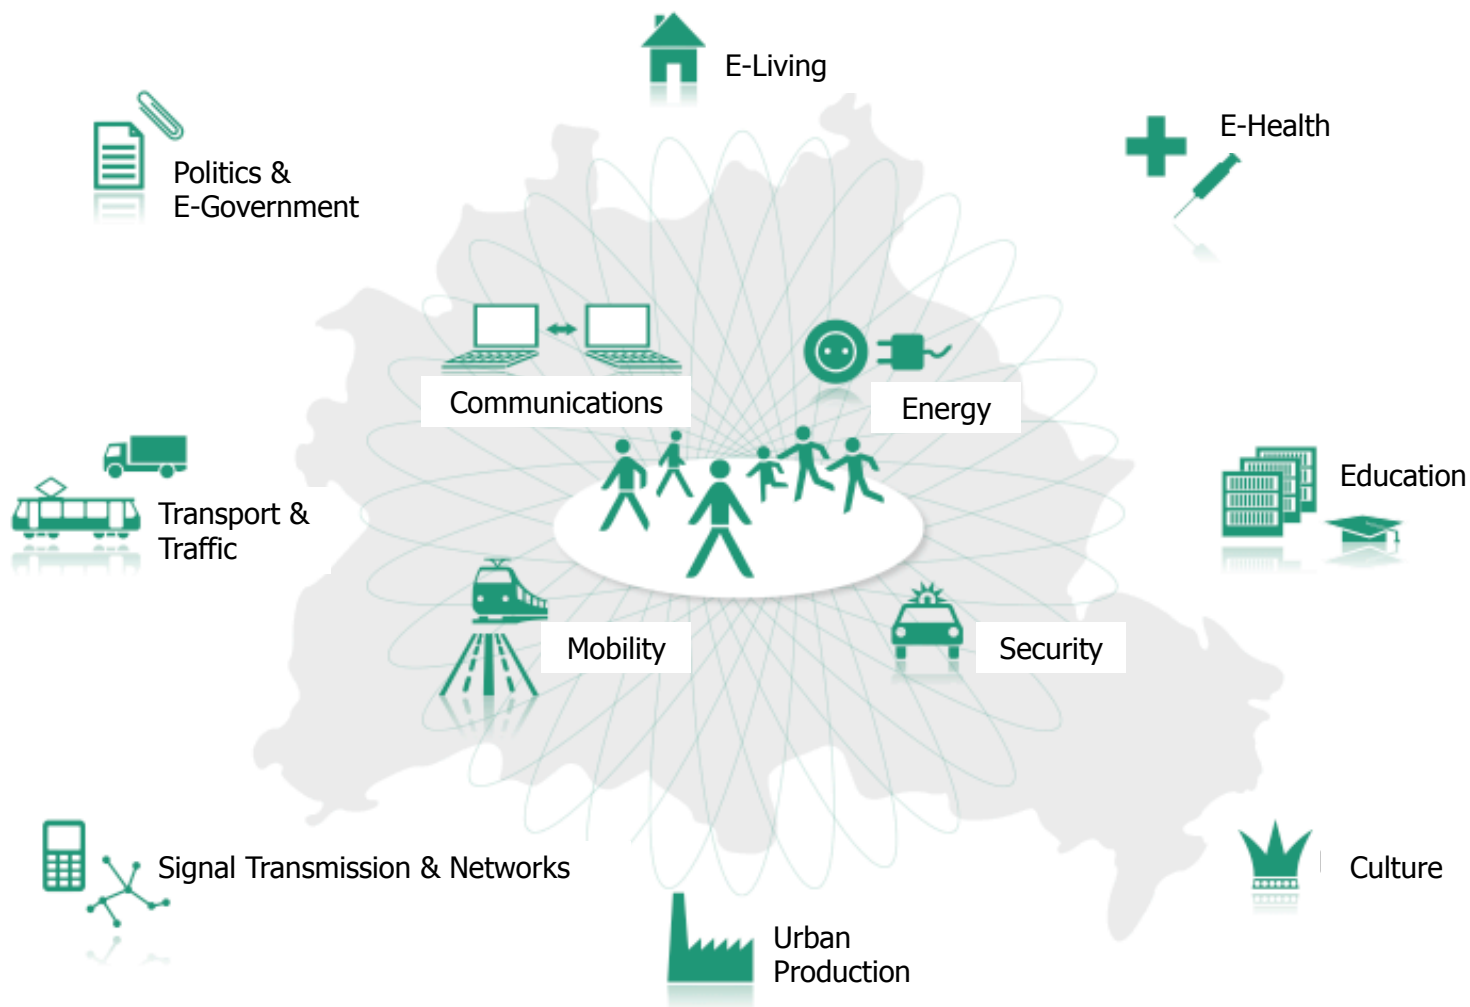 E-Living
E-Health
Politics &
E-Government
Communications
Energy
Education
Transport &
Traffic
Mobility
Security
Signal Transmission & Networks
Culture
Urban
Production